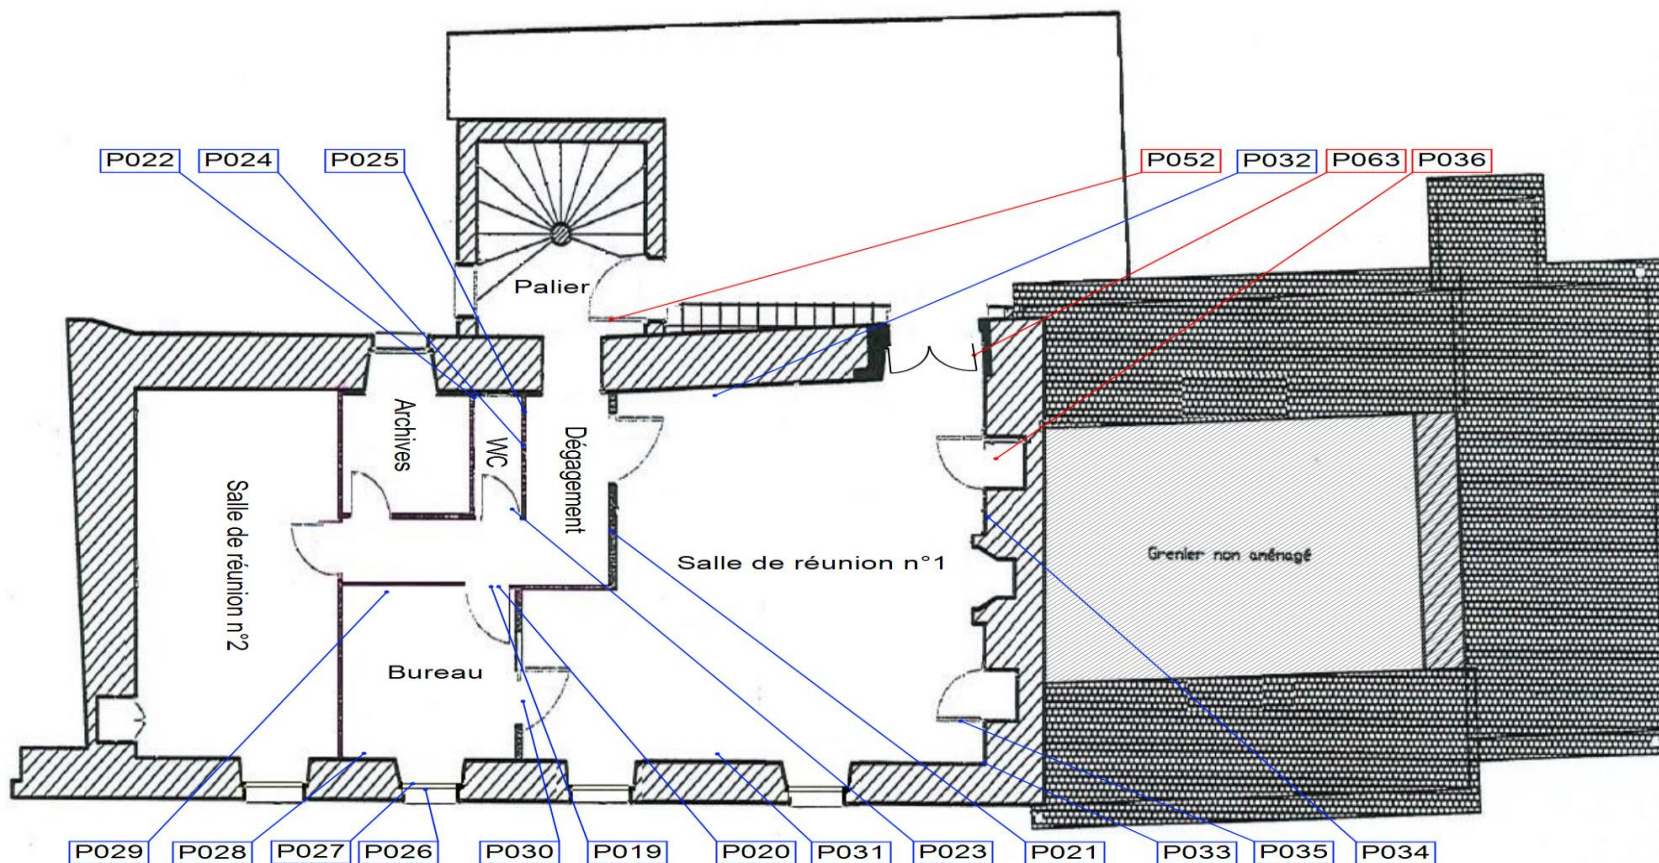 P022 P024 P025 P052 P032 P063 P036
Palier
Archives
WC
Dégagement
Salle de réunion n°2
Salle de réunion n°1
Grenier non aménagé
Bureau
P029 P028 P027 P026 P030 P019 P020 P031 P023 P021 P033 P035 P034